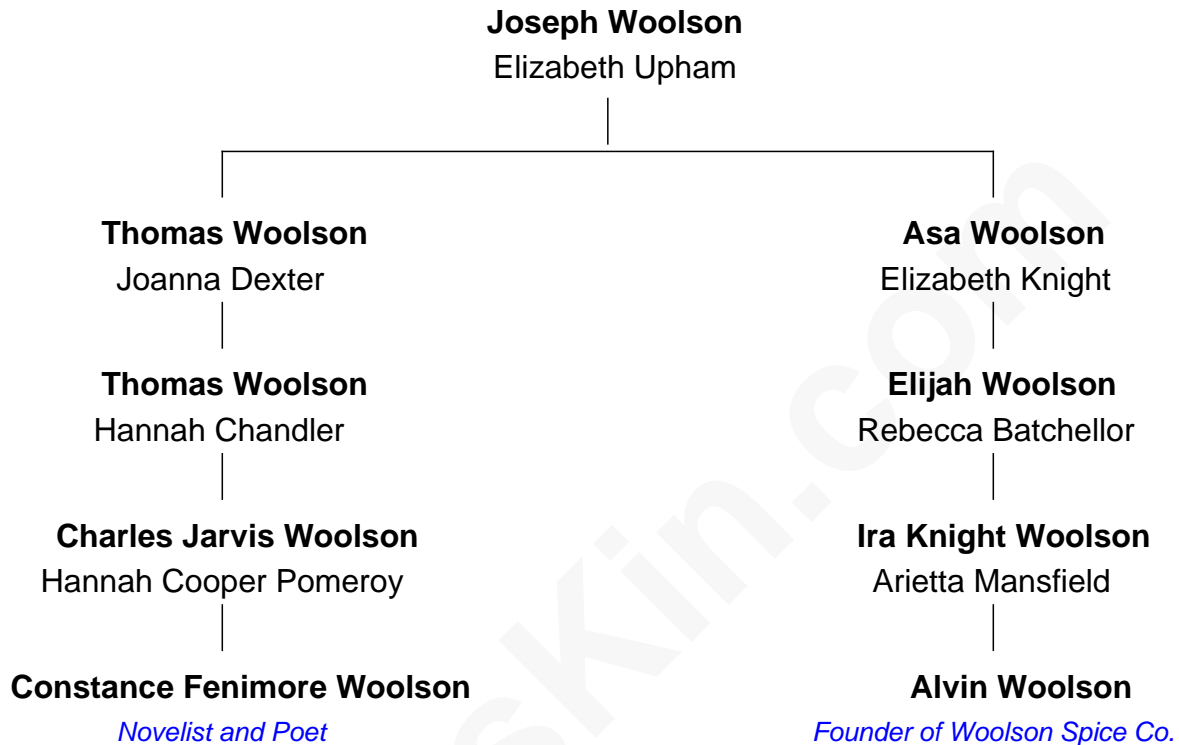 Joseph Woolson
Elizabeth Upham
Thomas Woolson
Joanna Dexter
Thomas Woolson
Hannah Chandler
Charles Jarvis Woolson
Hannah Cooper Pomeroy
Constance Fenimore Woolson
Novelist and Poet
Asa Woolson
Elizabeth Knight
Elijah Woolson
Rebecca Batchellor
Ira Knight Woolson
Arietta Mansfield
Alvin Woolson
Founder of Woolson Spice Co.
sKin.com